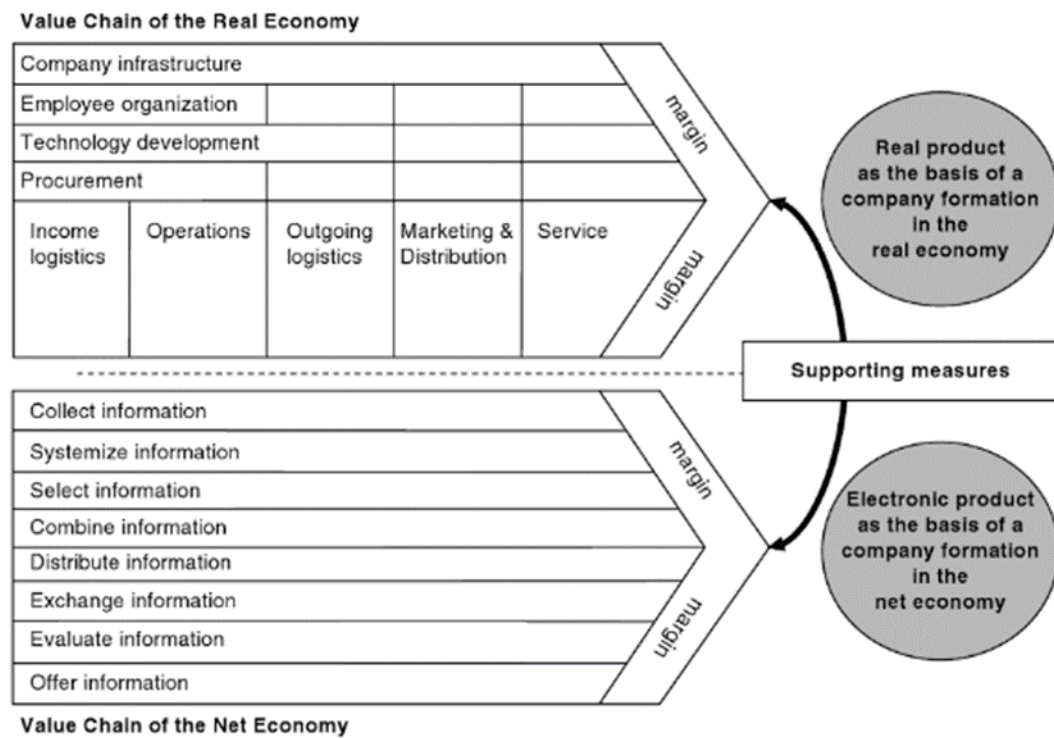 Value Chain of the Real Economy
Company infrastructure
Employee organization
Technology development
Procurement
Income
logistics
Operations
Outgoing
logistics
Marketing &
Distribution
Service
margin
margin
Real product
as the basis of a
company formation
in the
real economy
Supporting measures
Collect information
Systemize information
Select information
Combine information
Distribute information
Exchange information
Evaluate information
Offer information
margin
margin
Electronic product
as the basis of a
company formation
in the
net economy
Value Chain of the Net Economy